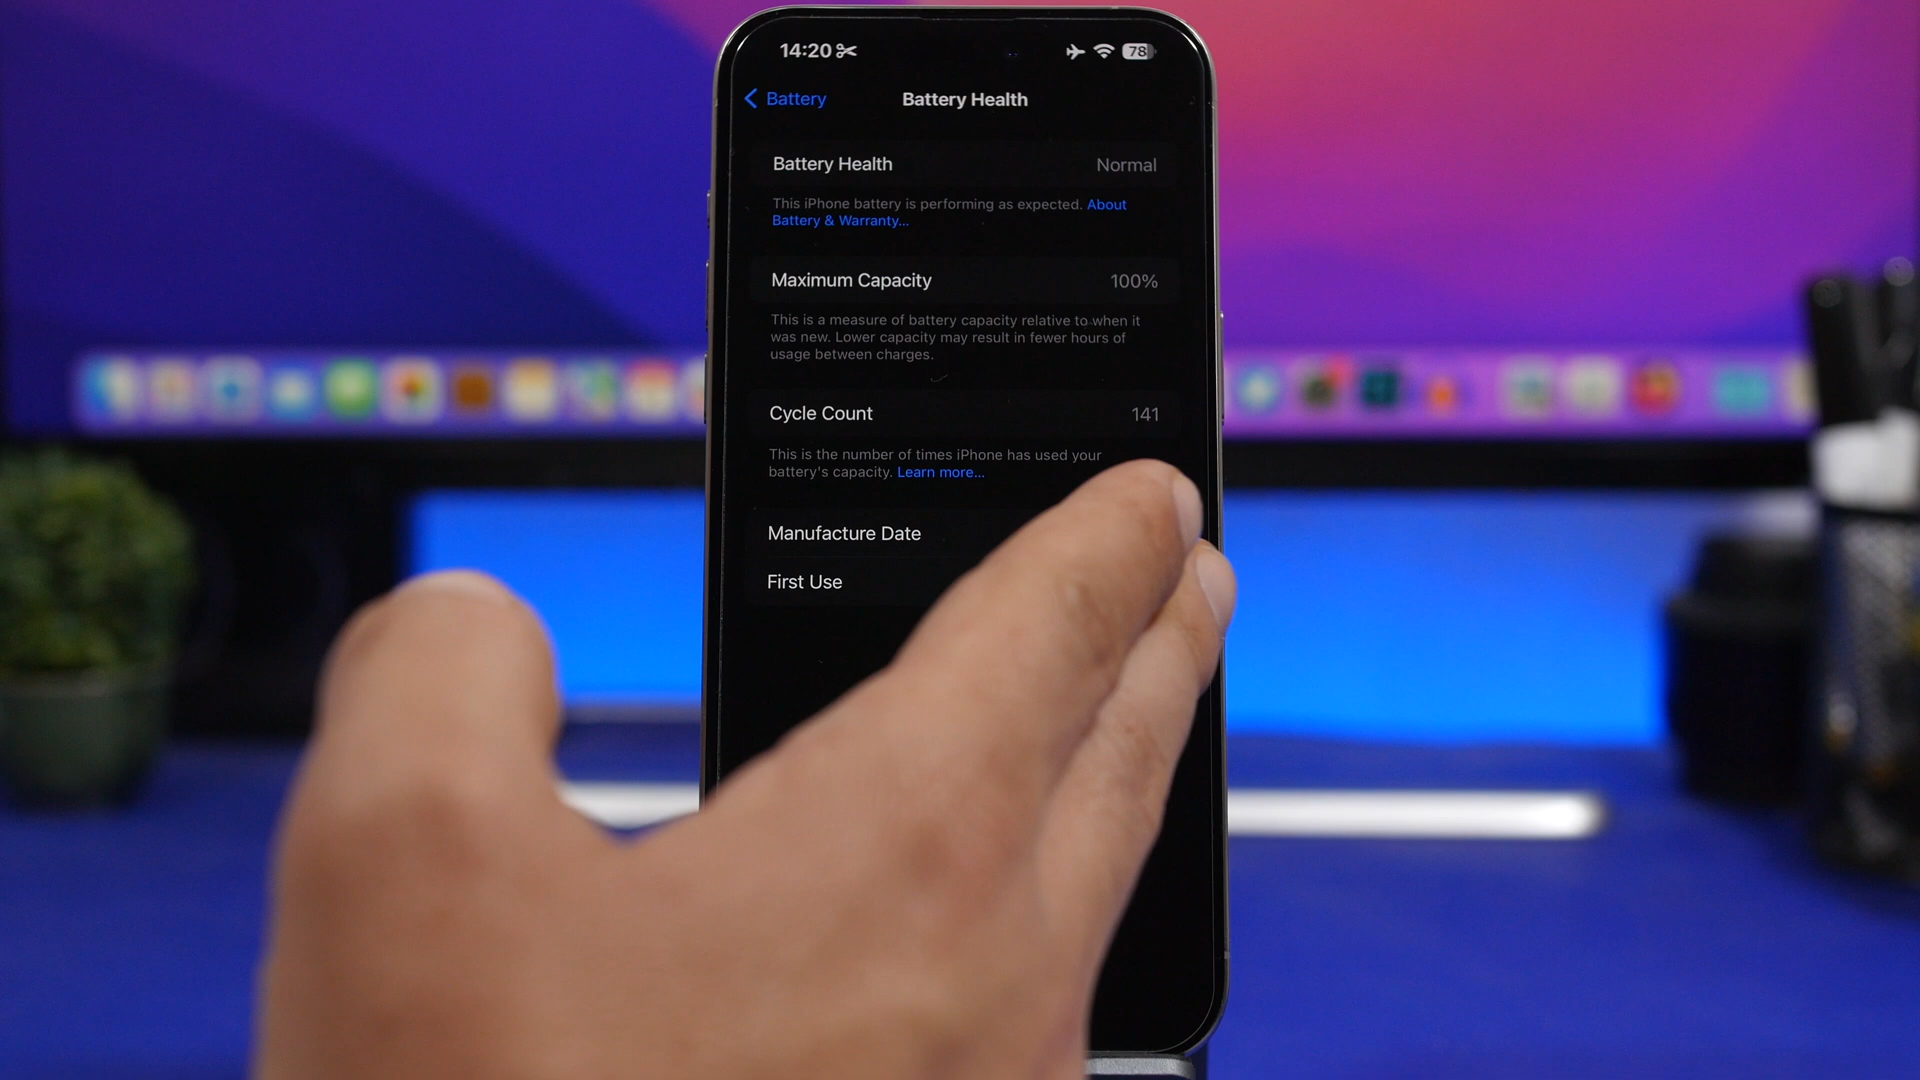 14:20
78
Battery
Battery Health
Battery Health
Normal
This iPhone battery is performing as expected. About
Battery & Warranty...
Maximum Capacity
100%
This is a measure of battery capacity relative to when it
was new. Lower capacity may result in fewer hours of
usage between charges.
Cycle Count
141
This is the number of times iPhone has used your
battery's capacity. Learn more...
Manufacture Date
First Use